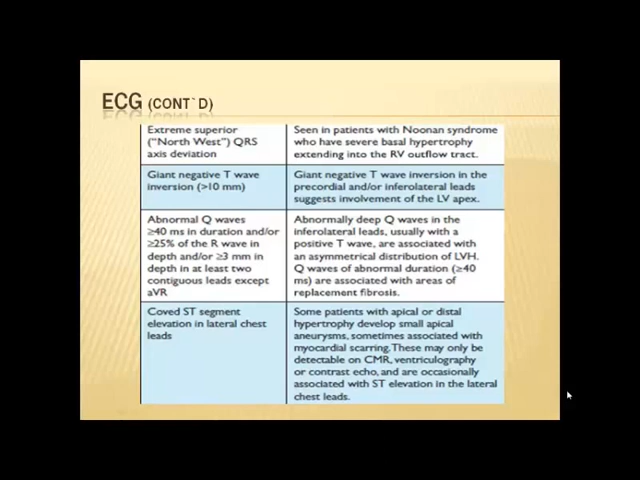 ECG (CONT`D)
Extreme superior
("North West") QRS
axis deviation
Seen in patients with Noonan syndrome
who have severe basal hypertrophy
extending into the RV outflow tract.
Giant negative T wave
inversion (>10 mm)
Giant negative T wave inversion in the
precordial and/or inferolateral leads
suggests involvement of the LV apex.
Abnormal Q waves
≥40 ms in duration and/or
≥25% of the R wave in
depth and/or ≥3 mm in
depth in at least two
contiguous leads except
aVR
Abnormally deep Q waves in the
inferolateral leads, usually with a
positive T wave, are associated with
an asymmetrical distribution of LVH.
Q waves of abnormal duration (≥40
ms) are associated with areas of
replacement fibrosis.
Coved ST segment
elevation in lateral chest
leads
Some patients with apical or distal
hypertrophy develop small apical
aneurysms, sometimes associated with
myocardial scarring. These may only be
detectable on CMR, ventriculography
or contrast echo, and are occasionally
associated with ST elevation in the lateral
chest leads.